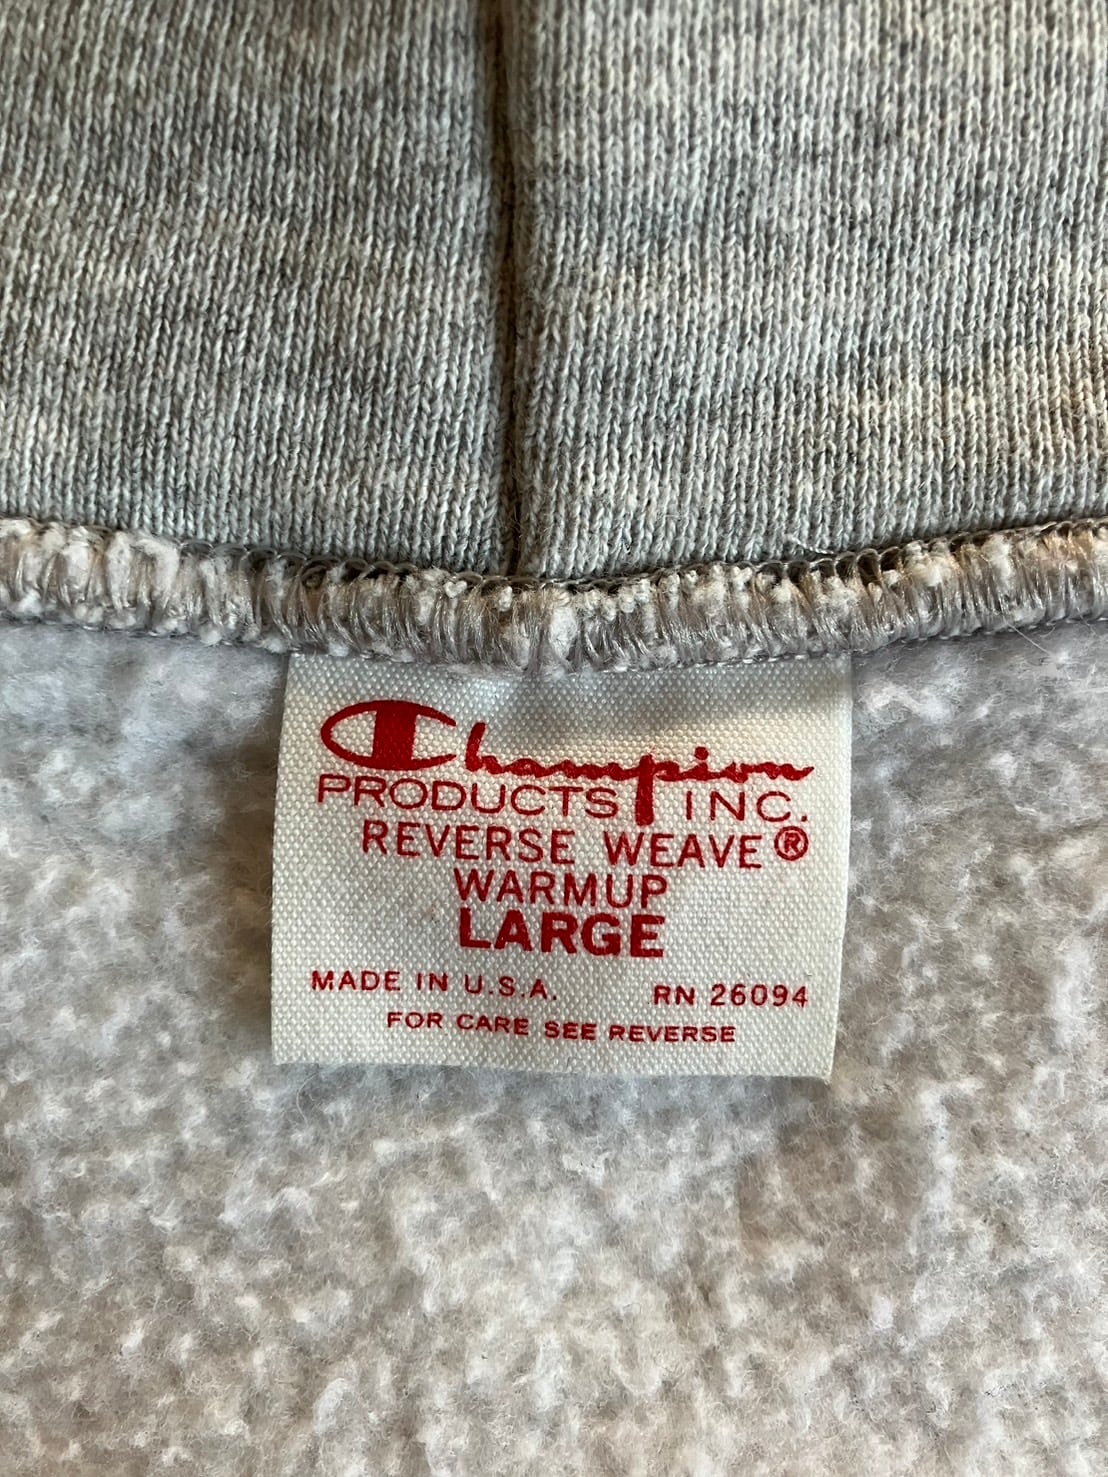 Champion
PRODUCTS INC.
REVERSE WEAVE®
WARMUP
LARGE
MADE IN U.S.A. RN 26094
FOR CARE SEE REVERSE